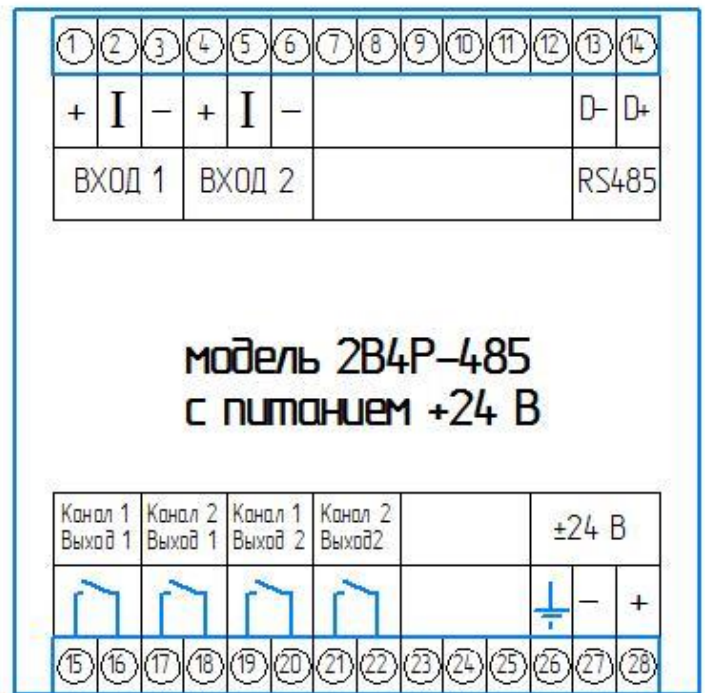 1 2 3 4 5 6 7 8 9 10 11 12 13 14
+ I − + I − D− D+
ВХОД 1 ВХОД 2 RS485
модель 2В4Р−485
с питанием +24 В
Канал 1 Канал 2 Канал 1 Канал 2
Выход 1 Выход 1 Выход 2 Выход2 ±24 В
− +
15 16 17 18 19 20 21 22 23 24 25 26 27 28